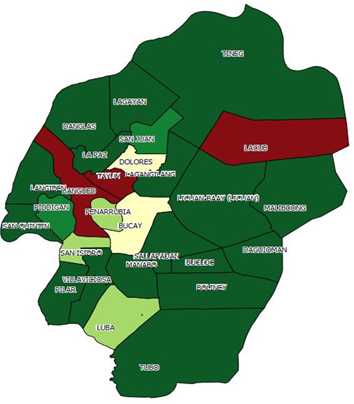 TINEG
LAGAYAN
DANGLAS
SAN JUAN
LACUB
LA PAZ
DOLORES
TAYUM
LAGANGILANG
LANGIDEN
BANGUED
LICUAN-BAAY (LICUAN)
PIDIGAN
PEÑARRUBIA
MALIBCONG
SAN QUINTIN
BUCAY
SAN ISIDRO
SALLAPADAN
DAGUIOMAN
MANABO
BUCLOC
VILLAVICIOSA
PILAR
BOLINEY
LUBA
TUBO